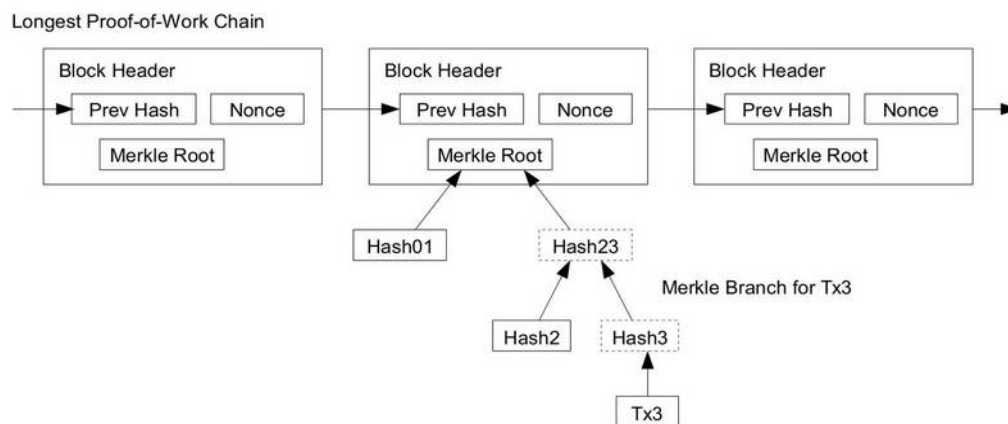 Longest Proof-of-Work Chain
Block Header
Prev Hash
Nonce
Merkle Root
Block Header
Prev Hash
Nonce
Merkle Root
Block Header
Prev Hash
Nonce
Merkle Root
Hash01
Hash23
Merkle Branch for Tx3
Hash2
Hash3
Tx3